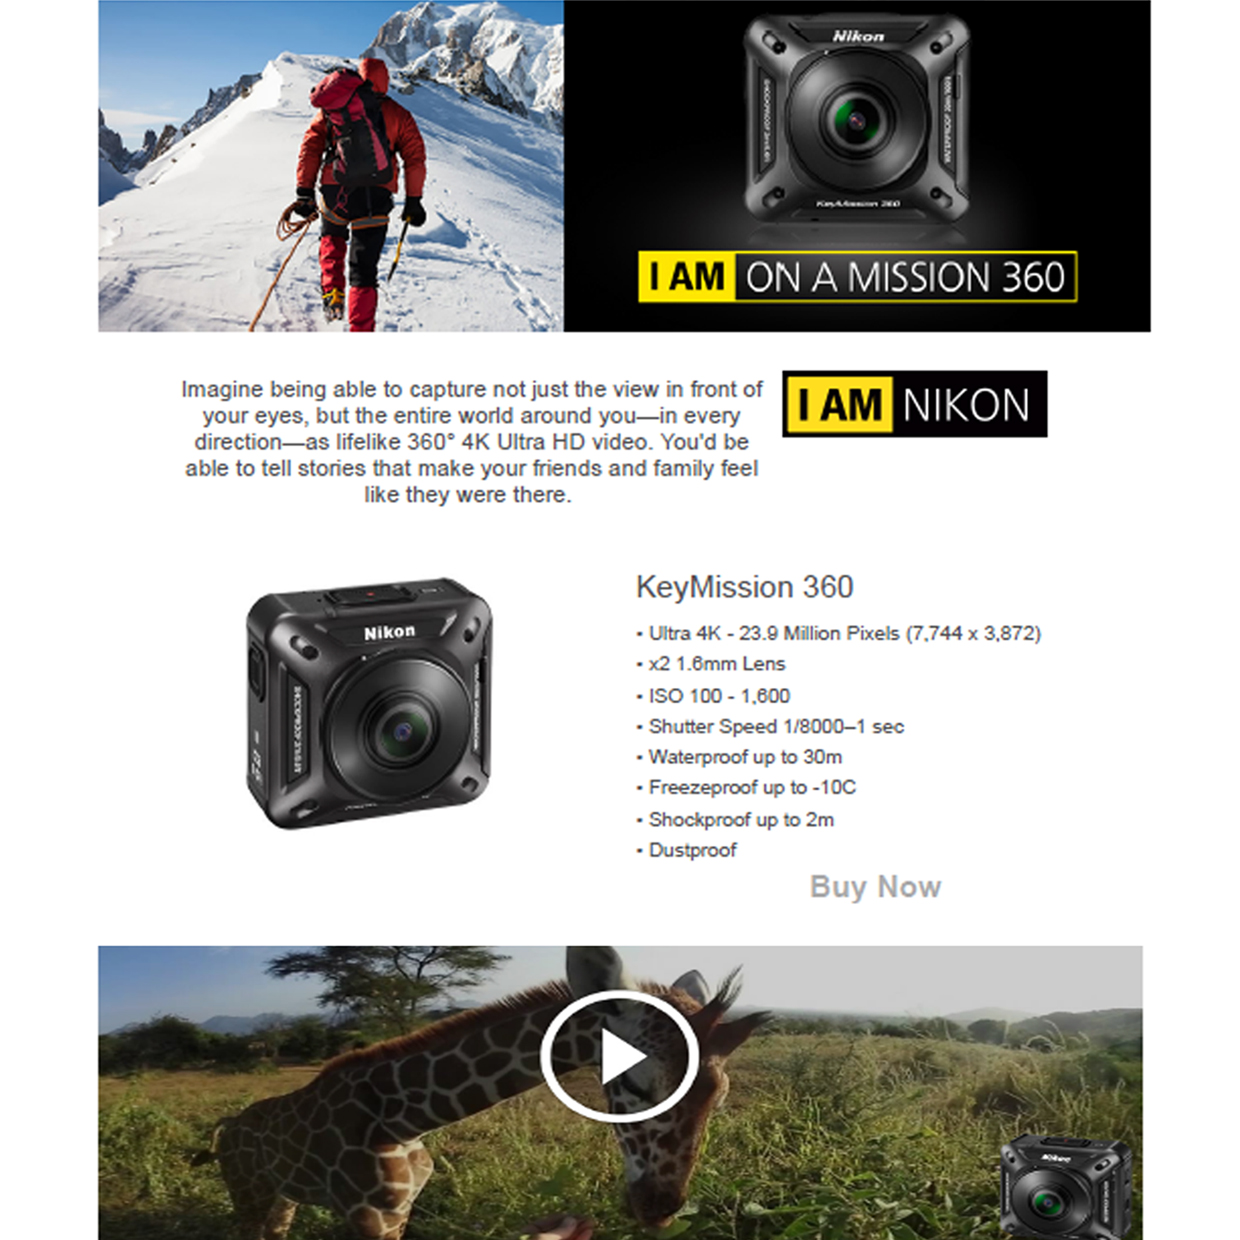 Nikon
KeyMission 360
I AM ON A MISSION 360
Imagine being able to capture not just the view in front of
your eyes, but the entire world around you—in every
direction—as lifelike 360° 4K Ultra HD video. You'd be
able to tell stories that make your friends and family feel
like they were there.
I AM NIKON
Nikon
KeyMission 360
• Ultra 4K - 23.9 Million Pixels (7,744 x 3,872)
• x2 1.6mm Lens
• ISO 100 - 1,600
• Shutter Speed 1/8000–1 sec
• Waterproof up to 30m
• Freezeproof up to -10C
• Shockproof up to 2m
• Dustproof
Buy Now
Nikon